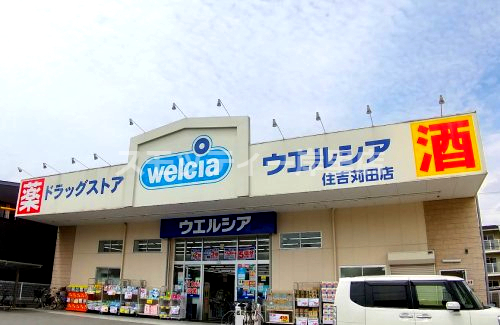 薬 ドラッグストア
welcia
ウエルシア
住吉苅田店
酒
ウエルシア